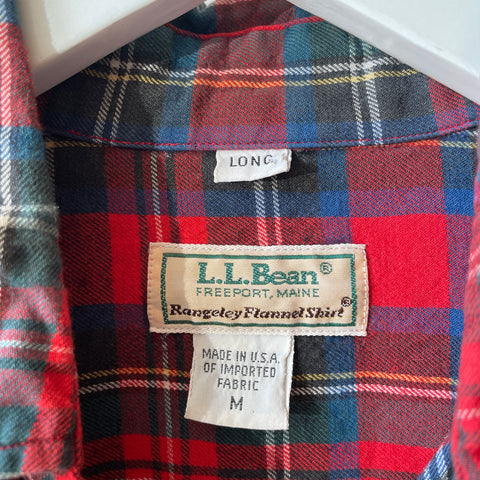 LONG
L.L.Bean®
FREEPORT, MAINE
Rangeley Flannel Shirt®
MADE IN U.S.A.
OF IMPORTED
FABRIC
M